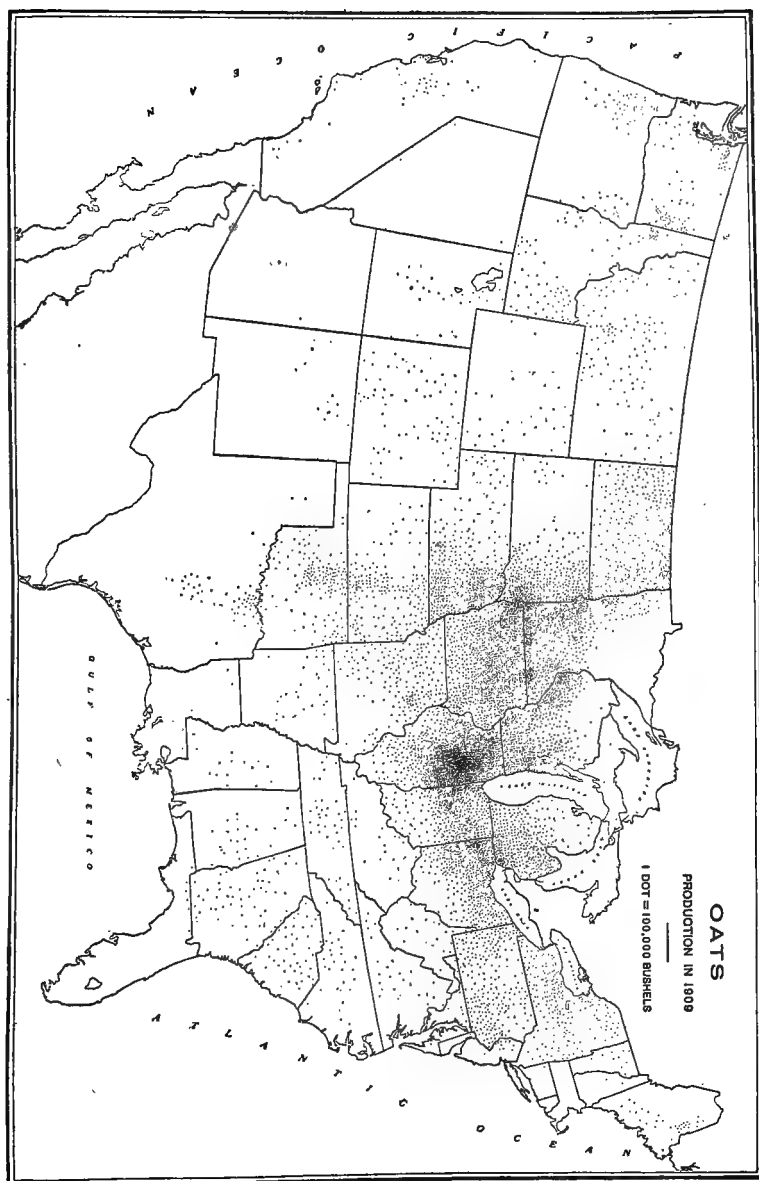 OATS
PRODUCTION IN 1909
1 DOT = 100,000 BUSHELS
PACIFIC OCEAN
GULF OF MEXICO
ATLANTIC OCEAN